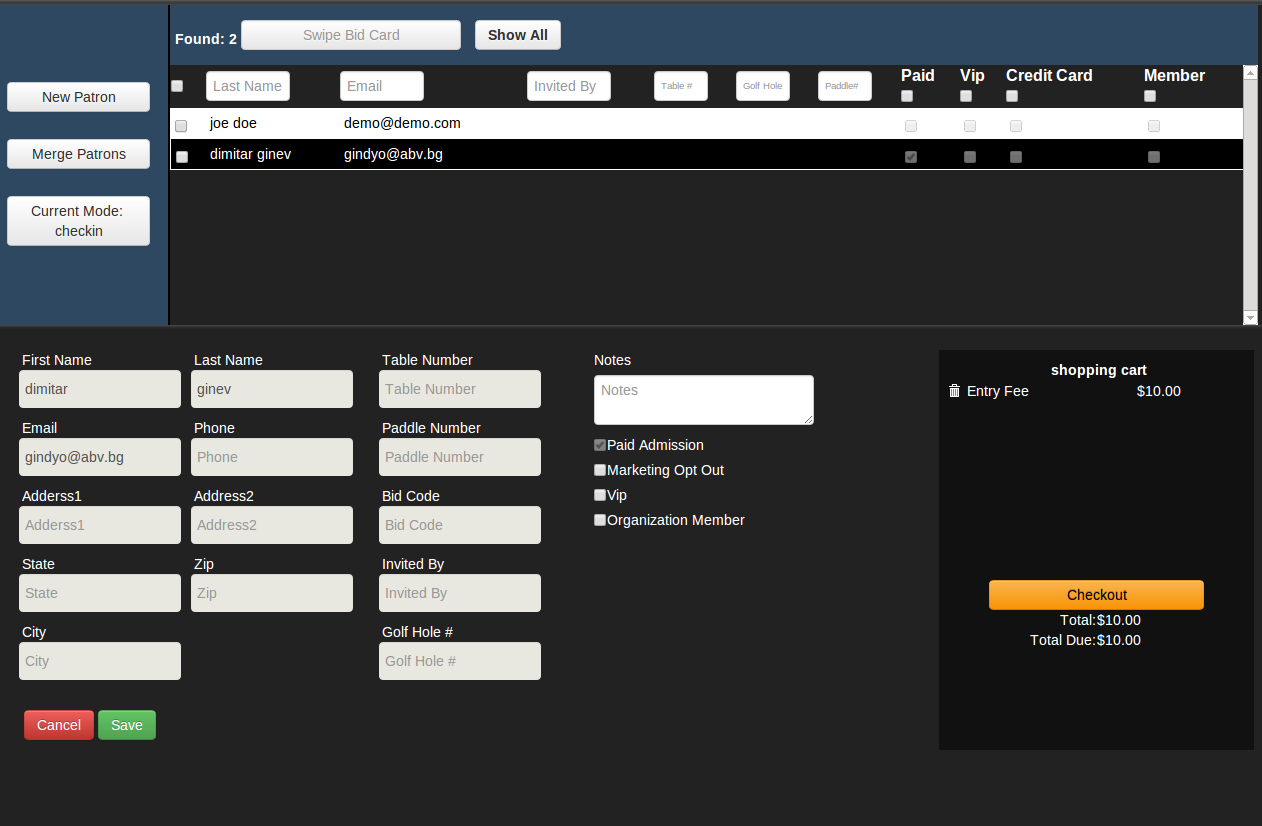 Found: 2 Swipe Bid Card Show All
New Patron
Merge Patrons
Current Mode:
checkin
Last Name Email Invited By Table # Golf Hole Paddle# Paid Vip Credit Card Member
joe doe demo@demo.com
dimitar ginev gindyo@abv.bg
First Name Last Name Table Number Notes
dimitar ginev Table Number Notes
Email Phone Paddle Number
gindyo@abv.bg Phone Paddle Number
Adderss1 Address2 Bid Code
Adderss1 Address2 Bid Code
State Zip Invited By
State Zip Invited By
City Golf Hole #
City Golf Hole #
Paid Admission
Marketing Opt Out
Vip
Organization Member
Cancel Save
shopping cart
Entry Fee $10.00
Checkout
Total:$10.00
Total Due:$10.00